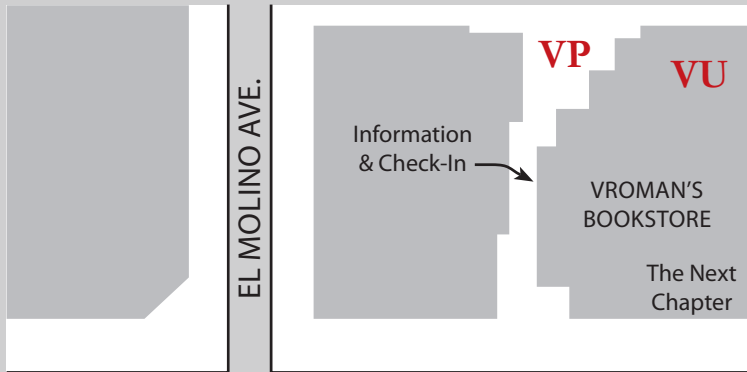 EL MOLINO AVE.
VP
VU
Information
& Check-In
VROMAN'S
BOOKSTORE
The Next
Chapter